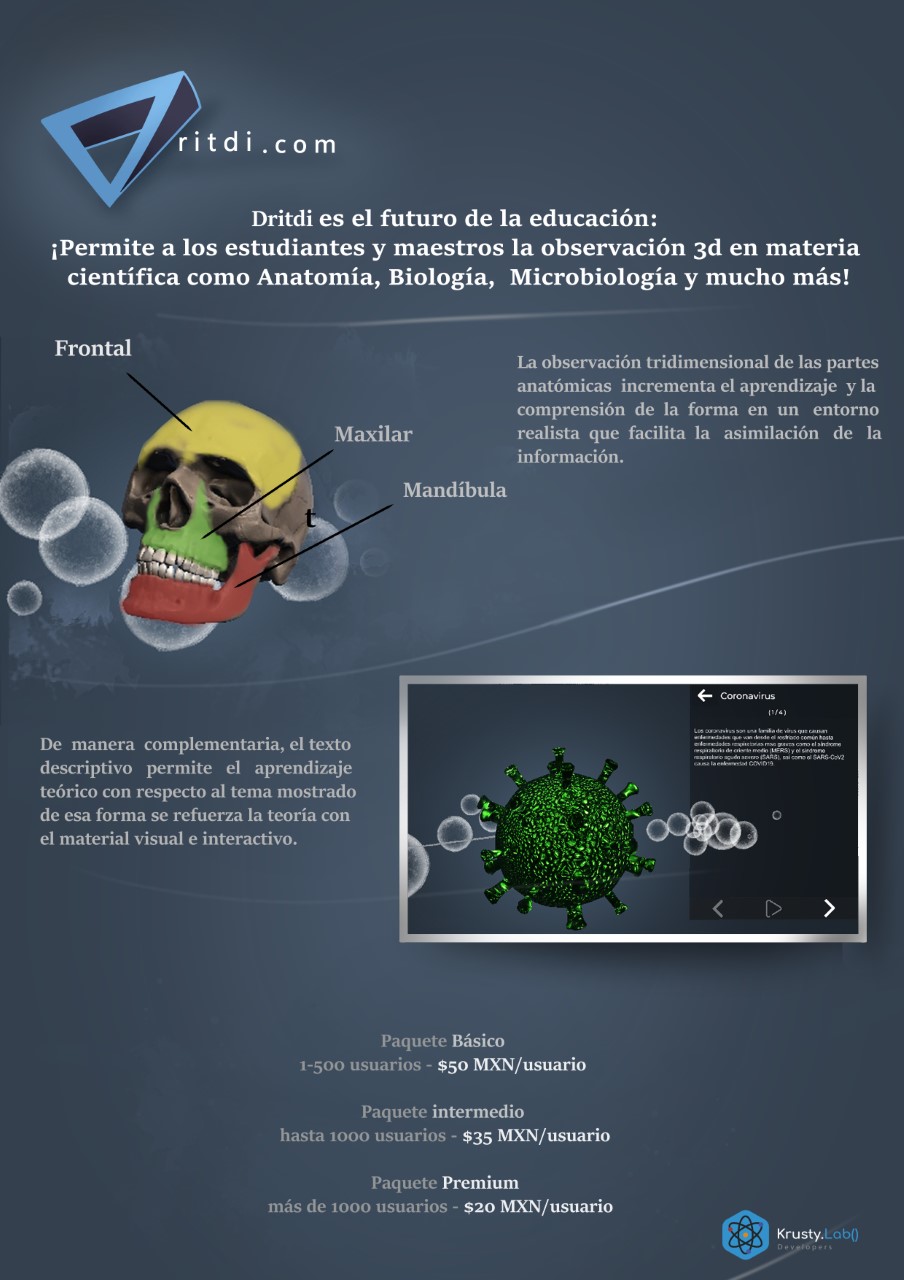 ritdi.com
Dritdi es el futuro de la educación:
¡Permite a los estudiantes y maestros la observación 3d en materia
científica como Anatomía, Biología, Microbiología y mucho más!
Frontal
Maxilar
Mandíbula
t
La observación tridimensional de las partes
anatómicas incrementa el aprendizaje y la
comprensión de la forma en un entorno
realista que facilita la asimilación de la
información.
De manera complementaria, el texto
descriptivo permite el aprendizaje
teórico con respecto al tema mostrado
de esa forma se refuerza la teoría con
el material visual e interactivo.
Coronavirus
(1/4)
Los coronavirus son una familia de virus que causan
enfermedades que van desde el resfriado común hasta
enfermedades respiratorias mas graves como el síndrome
respiratorio de oriente medio (MERS) y el síndrome
respiratorio agudo severo (SARS), así como el SARS-CoV2
causa la enfermedad COVID19.
Paquete Básico
1-500 usuarios - $50 MXN/usuario
Paquete intermedio
hasta 1000 usuarios - $35 MXN/usuario
Paquete Premium
más de 1000 usuarios - $20 MXN/usuario
Krusty.Lab()
Developers